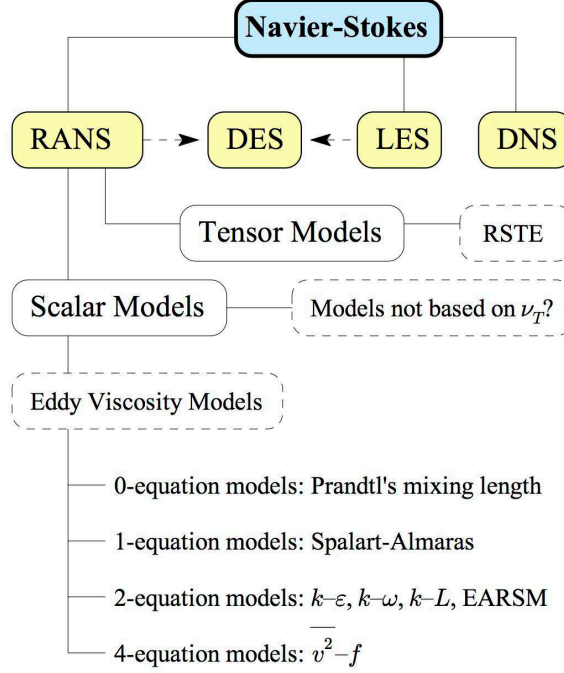 Navier-Stokes
RANS
DES
LES
DNS
Tensor Models
RSTE
Scalar Models
Models not based on ν_T?
Eddy Viscosity Models
0-equation models: Prandtl's mixing length
1-equation models: Spalart-Almaras
2-equation models: k–ε, k–ω, k–L, EARSM
4-equation models: \overline{v^2}–f